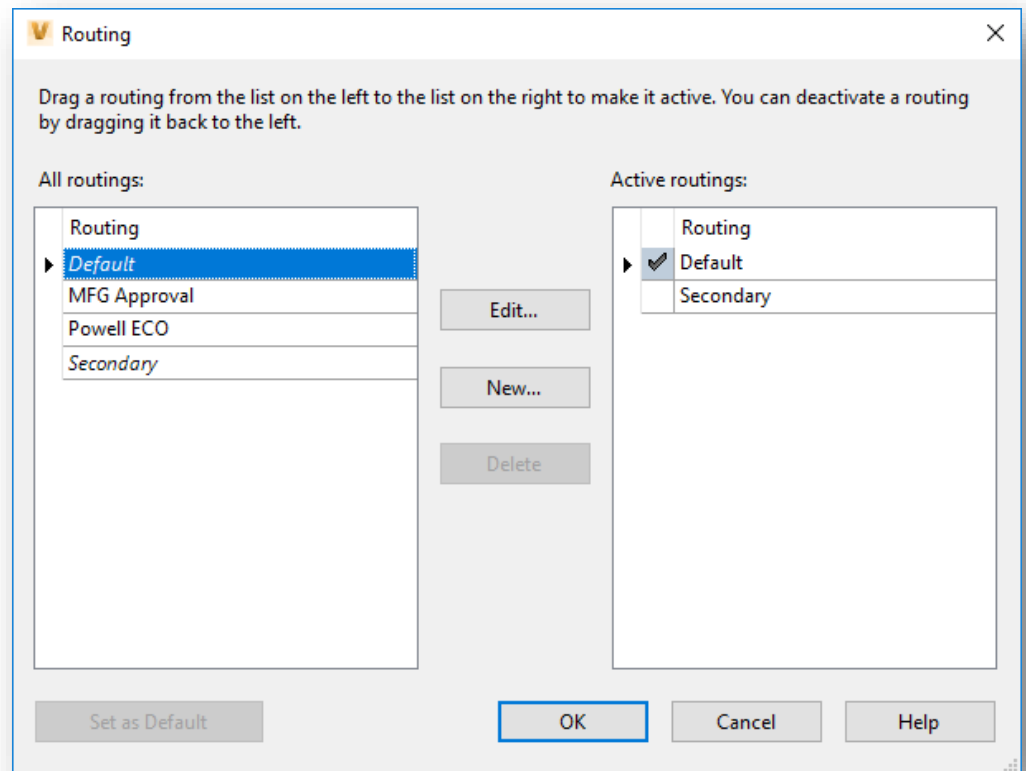 Routing
Drag a routing from the list on the left to the list on the right to make it active. You can deactivate a routing
by dragging it back to the left.
All routings:
Routing
Default
MFG Approval
Powell ECO
Secondary
Edit...
New...
Delete
Active routings:
Routing
Default
Secondary
Set as Default
OK
Cancel
Help